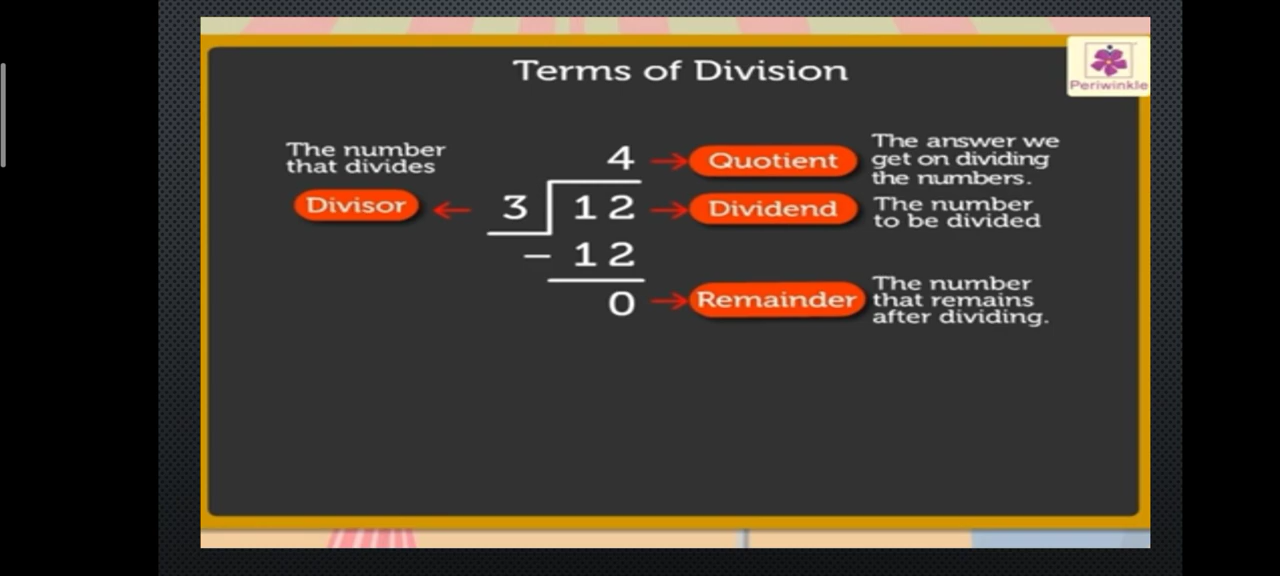 Terms of Division
Periwinkle
The number
that divides
4
Quotient
The answer we
get on dividing
the numbers.
Divisor
3
12
Dividend
The number
to be divided
– 12
0
Remainder
The number
that remains
after dividing.